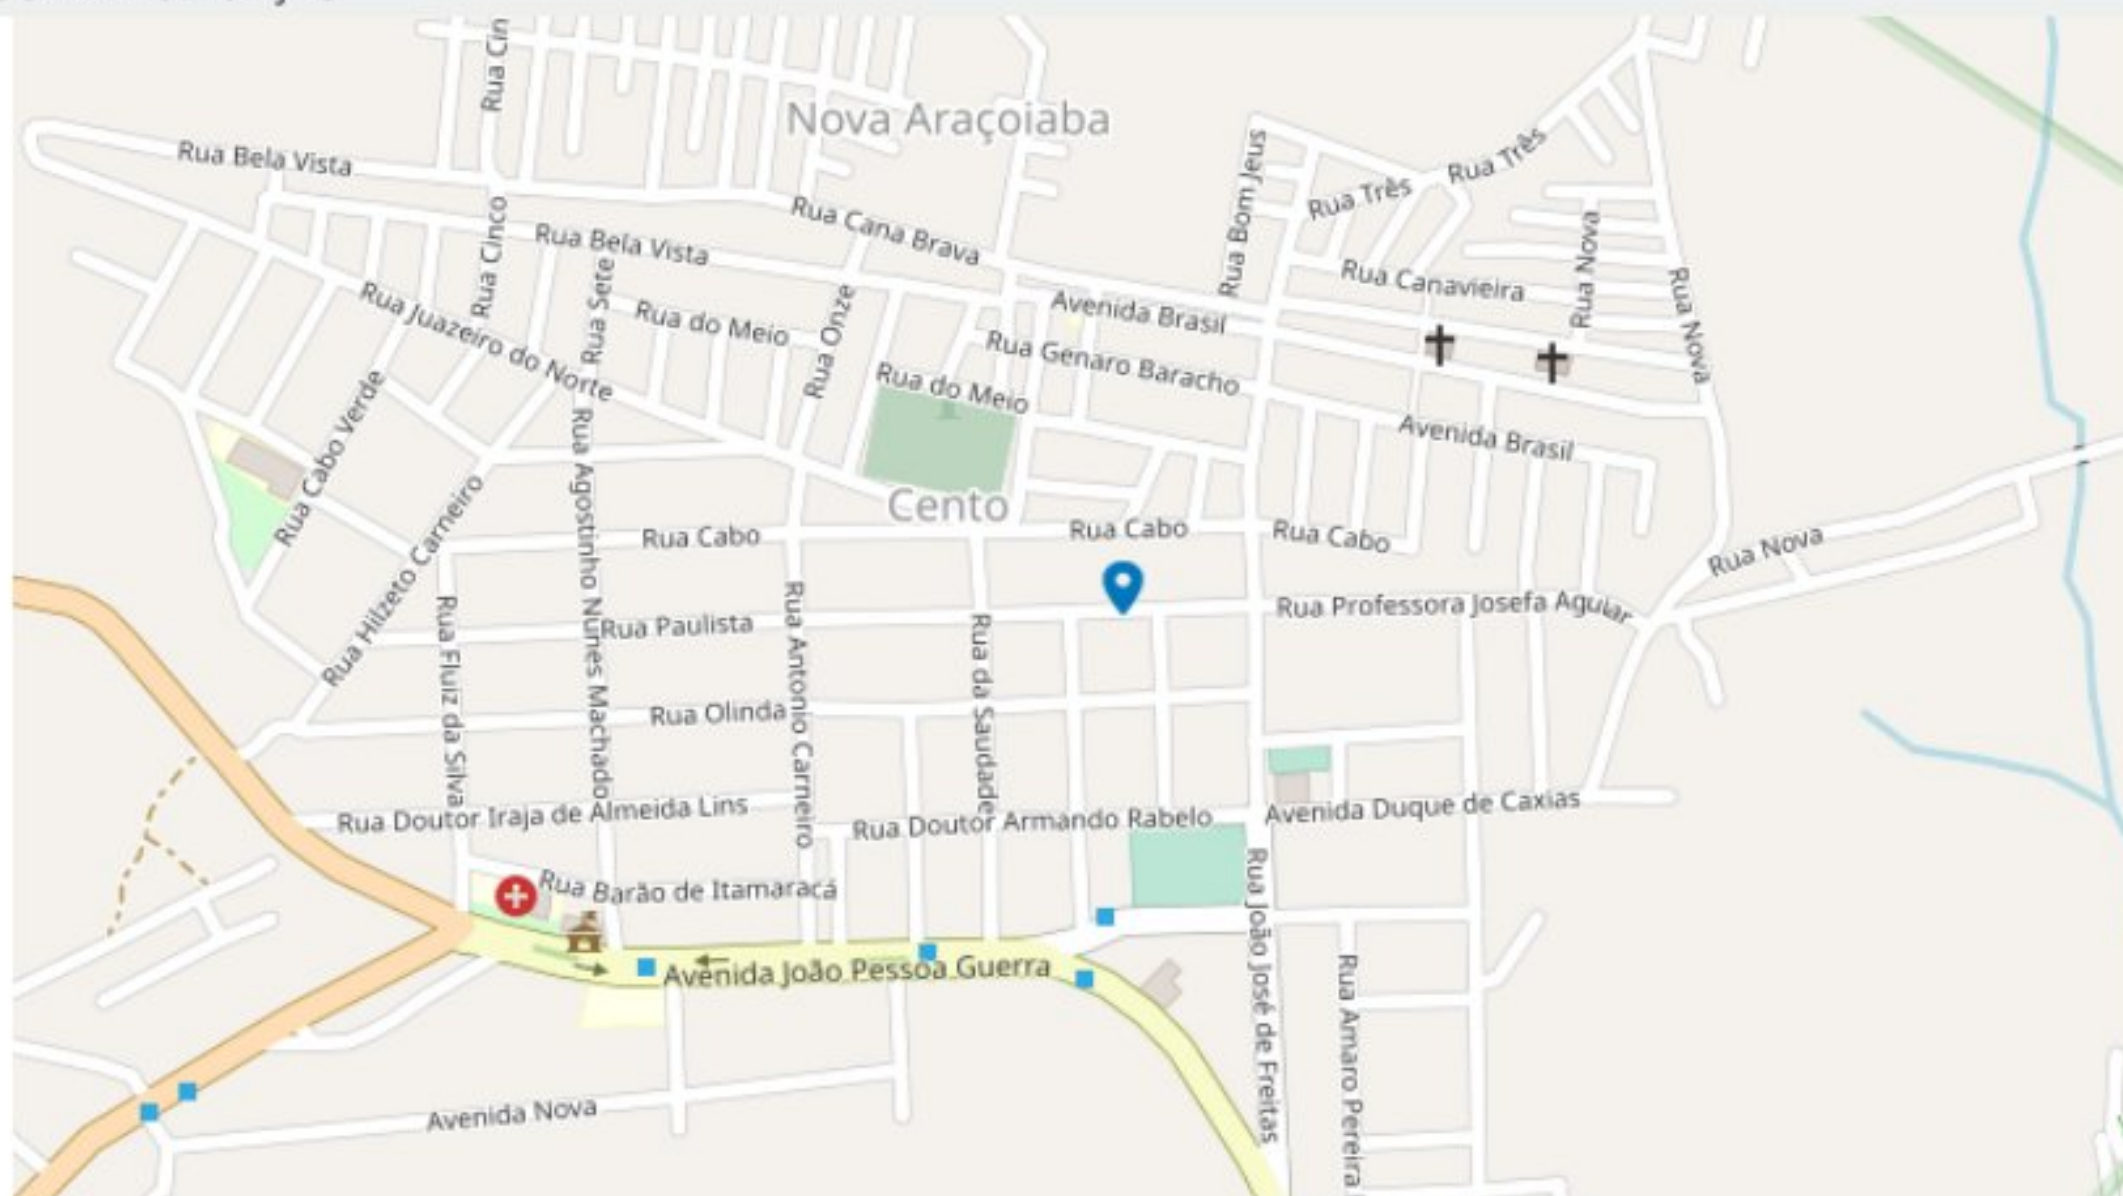 Rua Cin
Nova Araçoiaba
Rua Bela Vista
Rua Três
Rua Três
Rua Bom Jeus
Rua Cinco
Rua Cana Brava
Rua Bela Vista
Rua Nova
Rua Canavieira
Rua Nova
Rua Sete
Rua Onze
Rua Juazeiro do Norte
Rua do Meio
Avenida Brasil
Rua Genaro Baracho
Rua do Meio
Avenida Brasil
Rua Cabo Verde
Rua Agostinho Nunes Machado
Cento
Rua Hilzeto Carneiro
Rua Cabo
Rua Cabo
Rua Cabo
Rua Nova
Rua Fluiz da Silva
Rua Paulista
Rua Antonio Carneiro
Rua da Saudade
Rua Professora Josefa Aguiar
Rua Olinda
Rua Doutor Iraja de Almeida Lins
Rua Doutor Armando Rabelo
Avenida Duque de Caxias
Rua Barão de Itamaracá
Rua João José de Freitas
Avenida João Pessoa Guerra
Rua Amaro Pereira
Avenida Nova